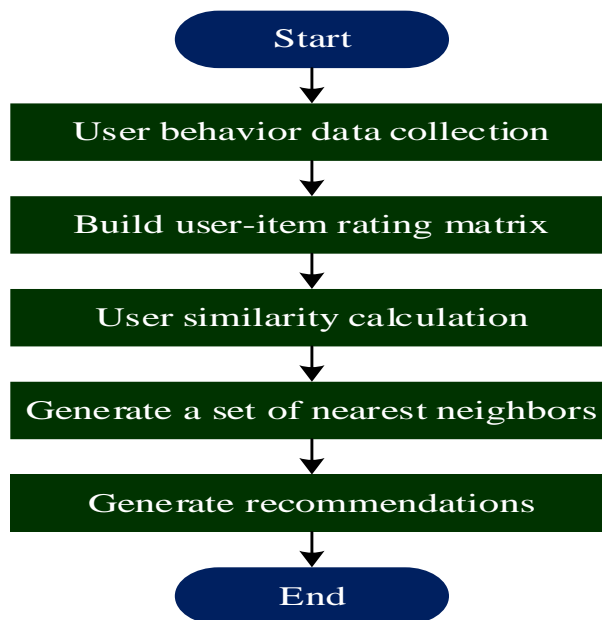 Start
User behavior data collection
Build user-item rating matrix
User similarity calculation
Generate a set of nearest neighbors
Generate recommendations
End